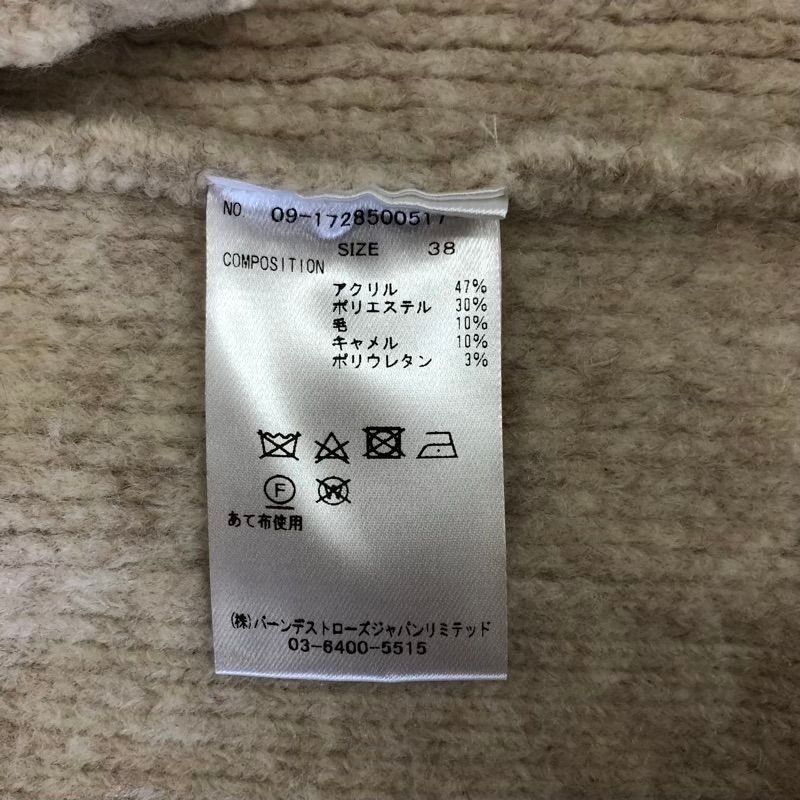 NO 09-1728500517
SIZE 38
COMPOSITION
アクリル 47%
ポリエステル 30%
毛 10%
キャメル 10%
ポリウレタン 3%
F W
あて布使用
(株)バーンデストローズジャパンリミテッド
03-6400-5515